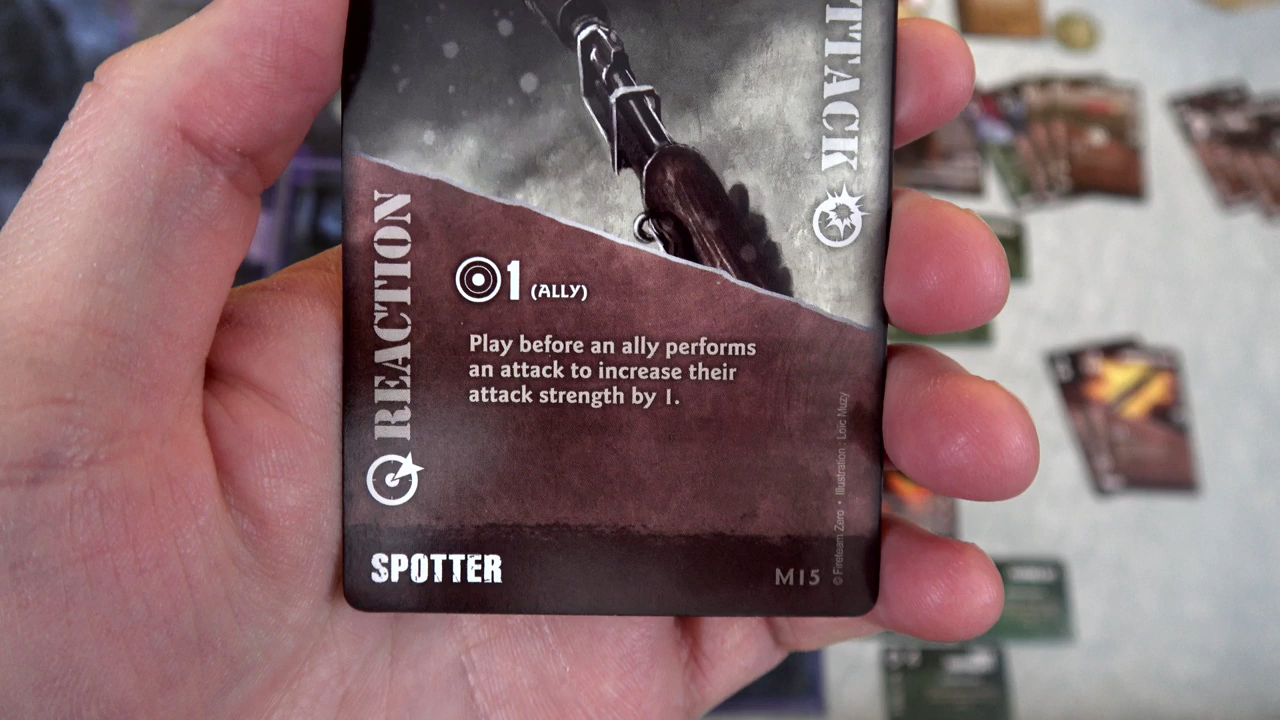 TTACK
REACTION
1 (ALLY)
Play before an ally performs
an attack to increase their
attack strength by 1.
SPOTTER
M15
© Fireteam Zero • Illustration : Loïc Muzy